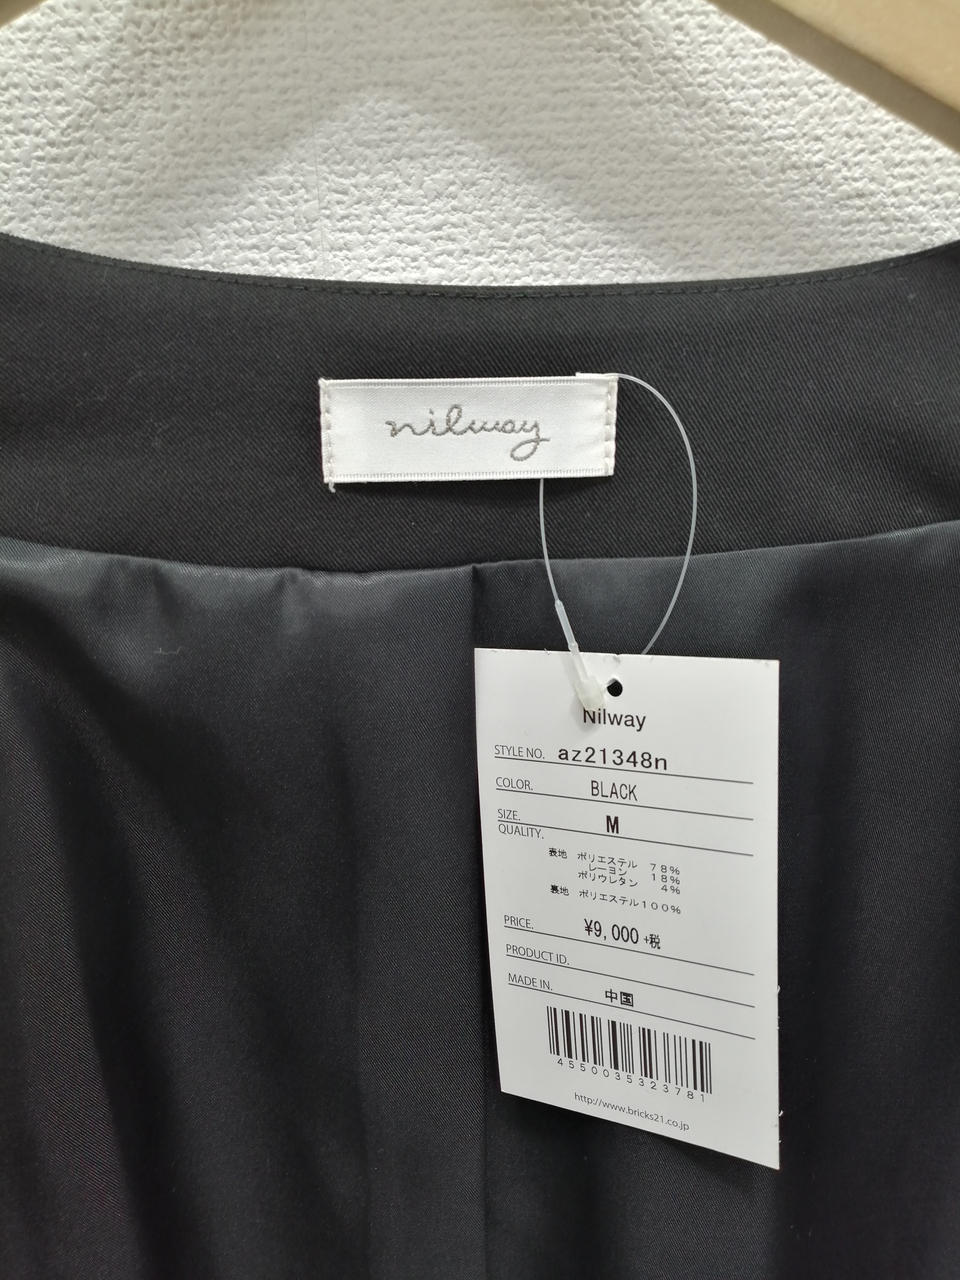 nilway
Nilway
STYLE NO. az21348n
COLOR. BLACK
SIZE. M
QUALITY.
表地 ポリエステル 78%
レーヨン 18%
ポリウレタン 4%
裏地 ポリエステル100%
PRICE. ¥9,000 +税
PRODUCT ID.
MADE IN. 中国
4550035323781
http://www.bricks21.co.jp